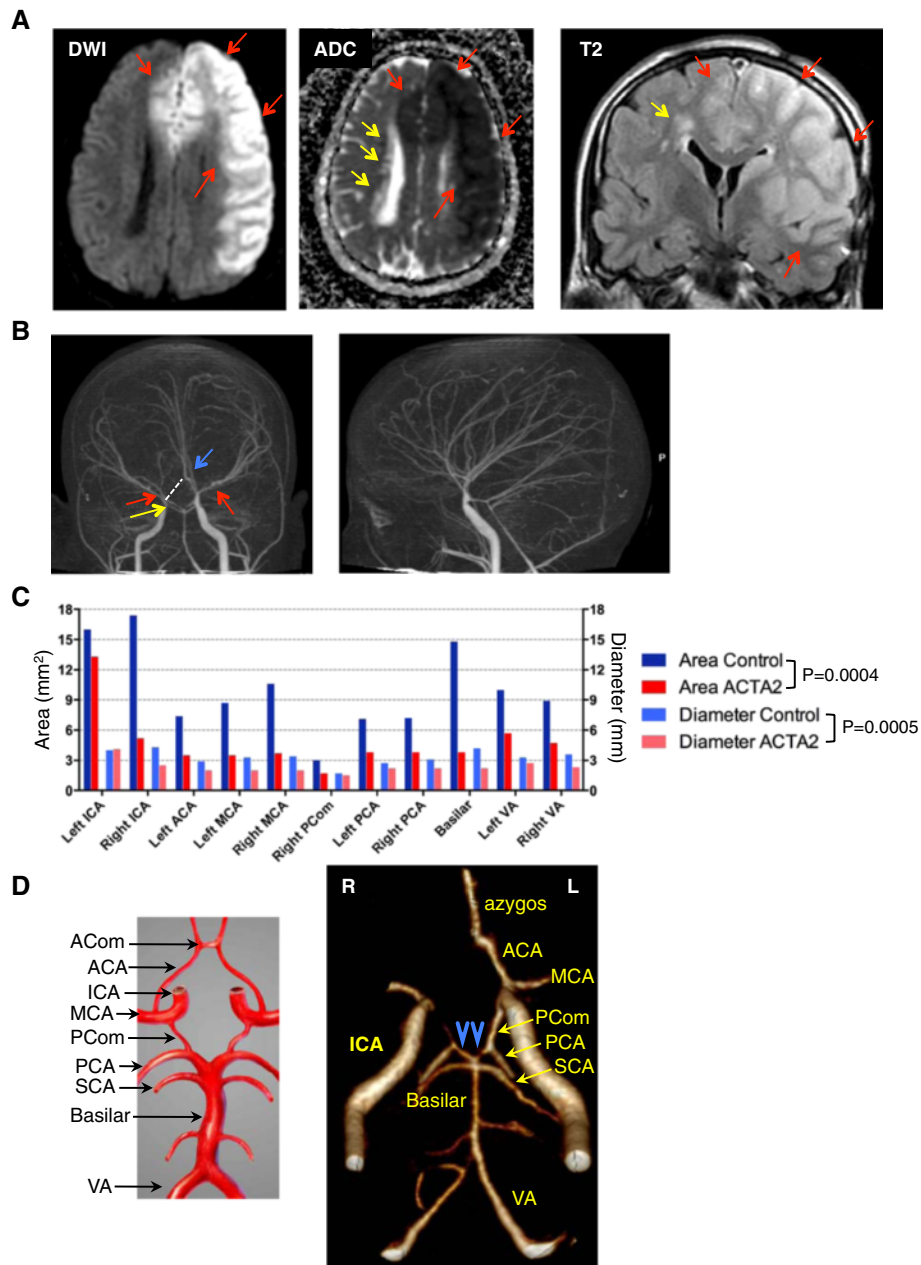 A
DWI
ADC
T2
B
P
C
Area (mm²)
18
15
12
9
6
3
0
18
15
12
9
6
3
0
Diameter (mm)
Left ICA
Right ICA
Left ACA
Left MCA
Right MCA
Right PCom
Left PCA
Right PCA
Basilar
Left VA
Right VA
Area Control
Area ACTA2
P=0.0004
Diameter Control
Diameter ACTA2
P=0.0005
D
ACom
ACA
ICA
MCA
PCom
PCA
SCA
Basilar
VA
R
L
azygos
ACA
MCA
PCom
ICA
PCA
SCA
Basilar
VA